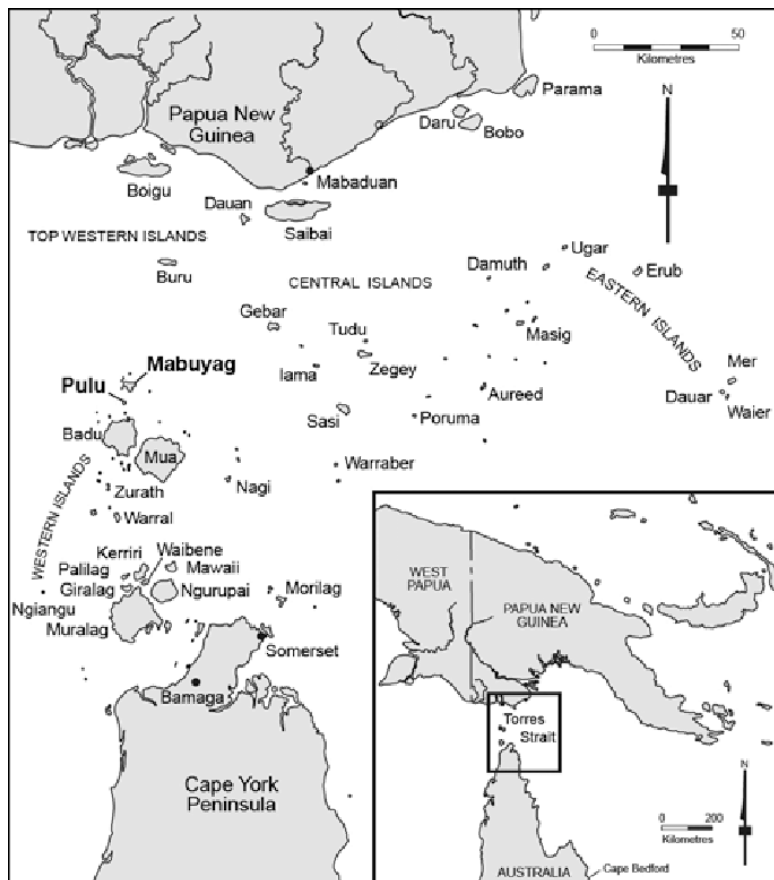 0 50
Kilometres
Parama
N
Papua New
Guinea
Daru
Bobo
Mabaduan
Boigu
Dauan
Saibai
TOP WESTERN ISLANDS
Ugar
Buru
Damuth
Erub
CENTRAL ISLANDS
EASTERN ISLANDS
Gebar
Tudu
Masig
Mabuyag
Iama
Zegey
Mer
Pulu
Aureed
Dauar
Waier
Sasi
Poruma
Badu
Mua
Warraber
Nagi
Zurath
WESTERN ISLANDS
Warral
Kerriri
Waibene
Palilag
Mawaii
Giralag
Ngurupai
Morilag
Ngiangu
Muralag
Somerset
Bamaga
Cape York
Peninsula
WEST
PAPUA
PAPUA NEW
GUINEA
Torres
Strait
N
0 200
Kilometres
AUSTRALIA
Cape Bedford